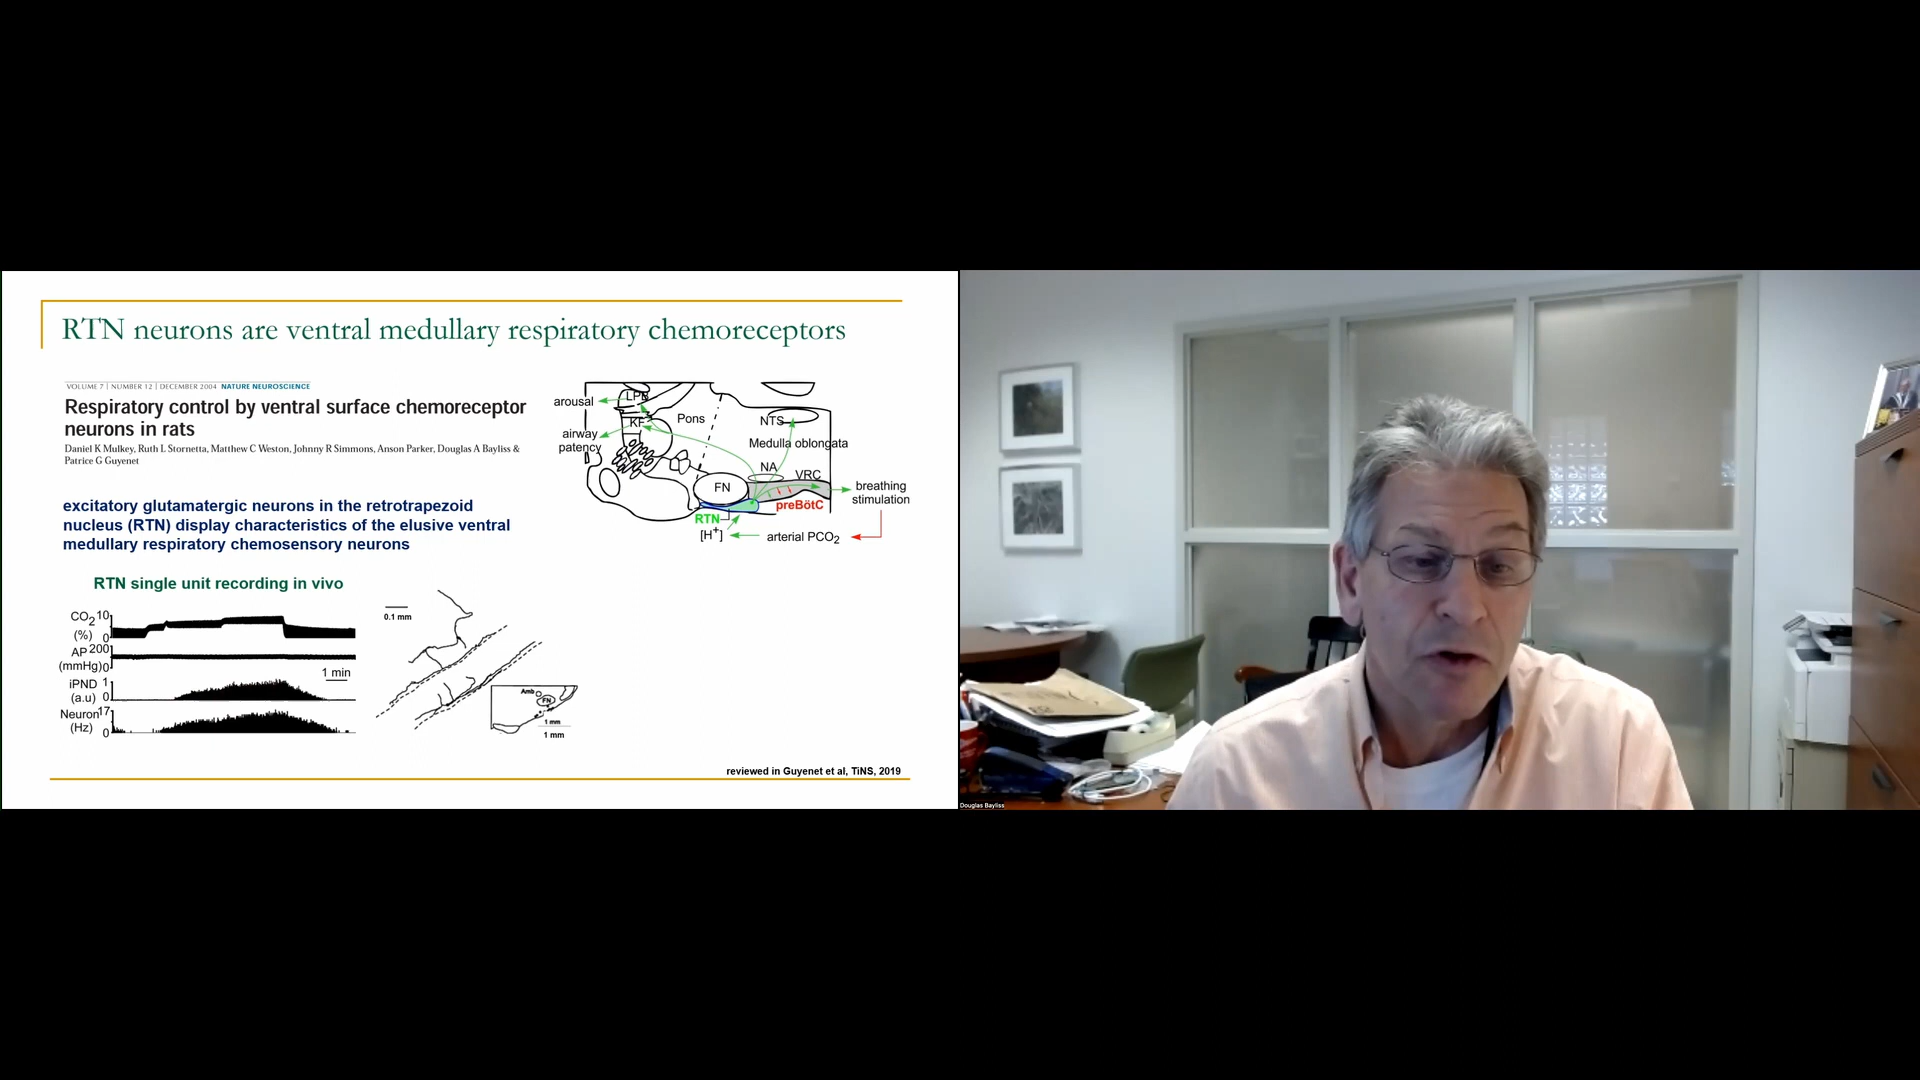 RTN neurons are ventral medullary respiratory chemoreceptors
VOLUME 7 | NUMBER 12 | DECEMBER 2004 NATURE NEUROSCIENCE
Respiratory control by ventral surface chemoreceptor
neurons in rats
Daniel K Mulkey, Ruth L Stornetta, Matthew C Weston, Johnny R Simmons, Anson Parker, Douglas A Bayliss &
Patrice G Guyenet
excitatory glutamatergic neurons in the retrotrapezoid
nucleus (RTN) display characteristics of the elusive ventral
medullary respiratory chemosensory neurons
RTN single unit recording in vivo
CO2 10
(%) 0
AP 200
(mmHg) 0
1 min
iPND 1
(a.u) 0
Neuron 17
(Hz) 0
0.1 mm
Amb
FN
1 mm
1 mm
arousal
LPB
KF
Pons
NTS
airway
patency
Medulla oblongata
NA
VRC
FN
breathing
stimulation
preBötC
RTN
[H+]
arterial PCO2
reviewed in Guyenet et al, TiNS, 2019
Douglas Bayliss